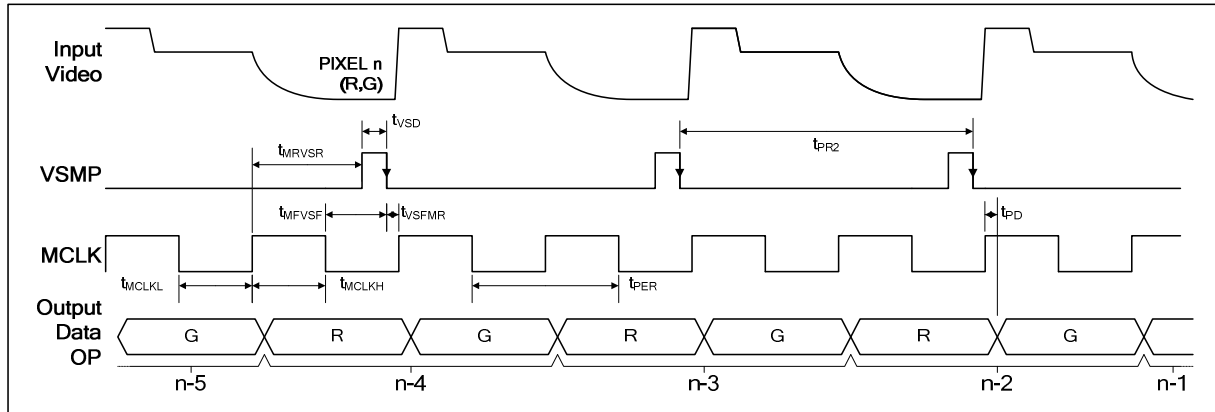 Input
Video
PIXEL n
(R,G)
tVSD
tMRVSR
tPR2
VSMP
tMFVSF
tVSFMR
tPD
MCLK
tMCLKL
tMCLKH
tPER
Output
Data
OP
G R G R G R G
n-5 n-4 n-3 n-2 n-1